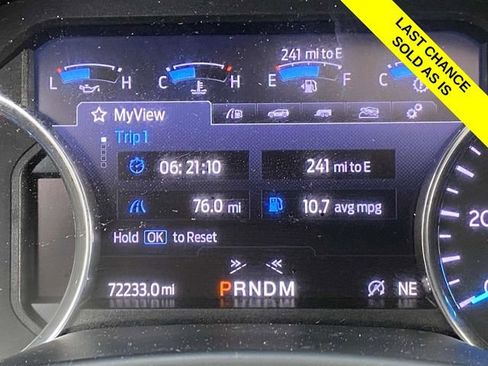 LAST CHANCE
SOLD AS IS
241 mi to E
L H C H E F C
MyView
Trip 1
06:21:10
241 mi to E
76.0 mi
10.7 avg mpg
Hold OK to Reset
72233.0 mi
PRNDM
NE
20